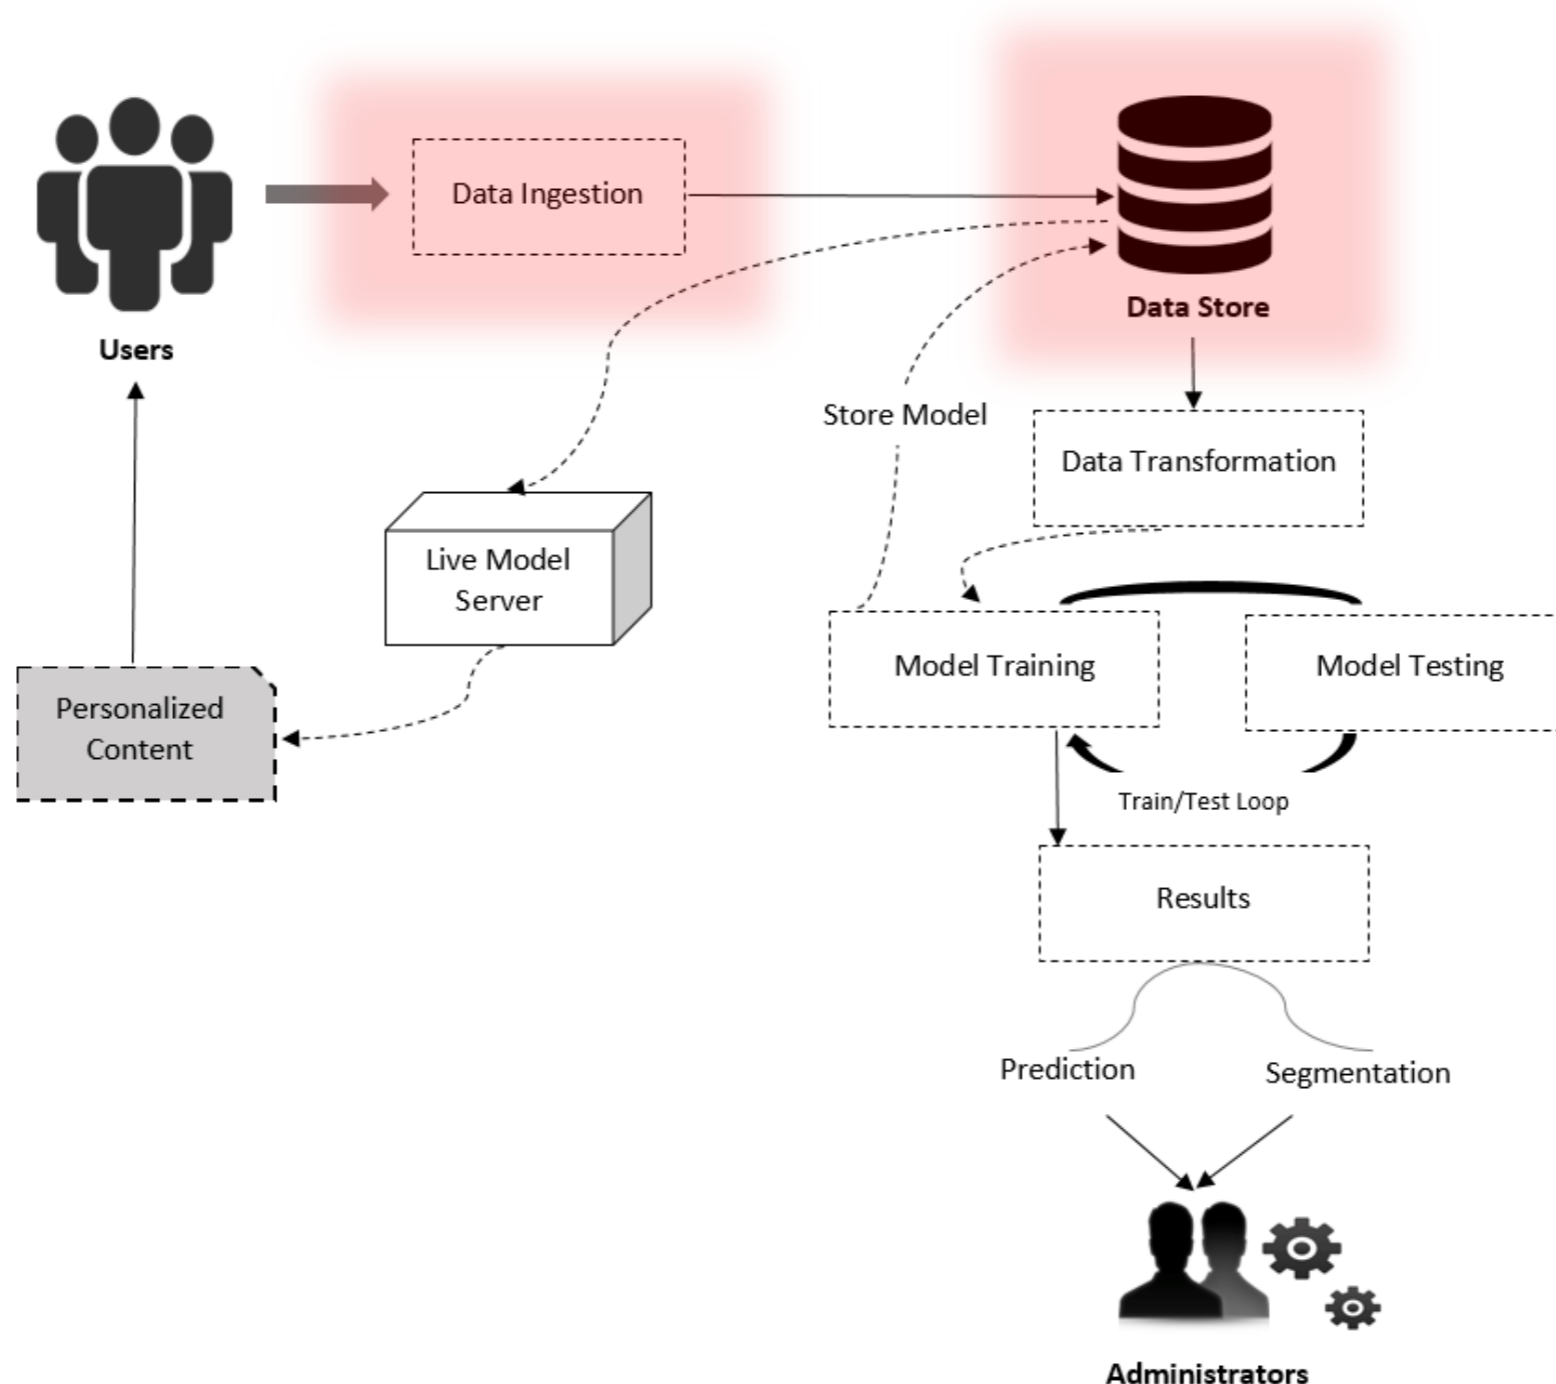 Data Ingestion
Data Store
Users
Store Model
Data Transformation
Live Model
Server
Model Training
Model Testing
Personalized
Content
Train/Test Loop
Results
Prediction
Segmentation
Administrators